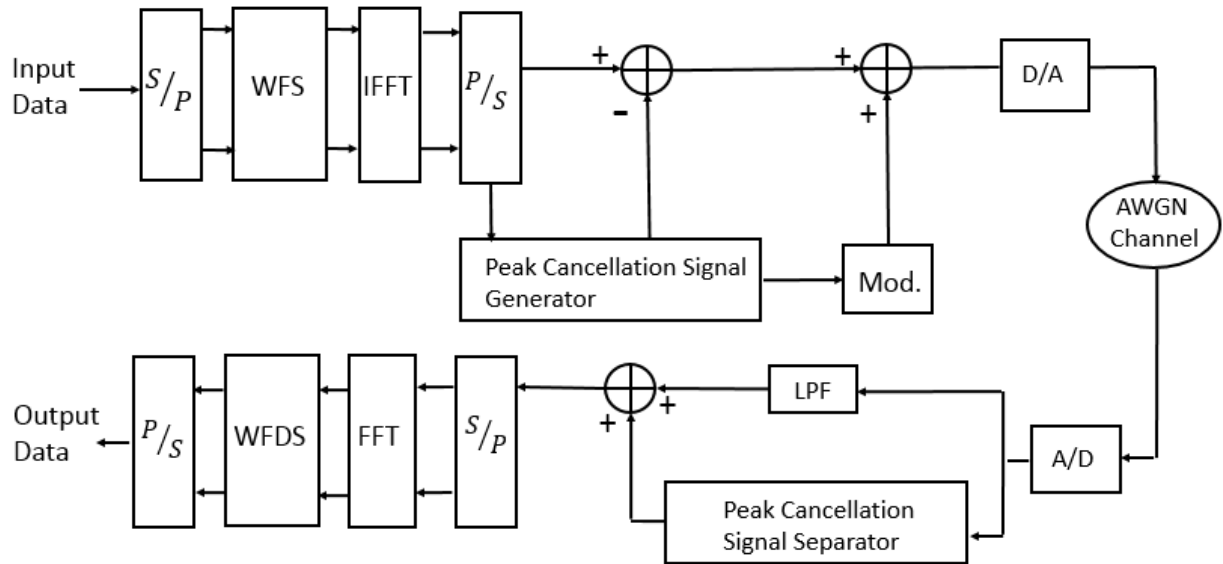 Input
Data
S/P
WFS
IFFT
P/S
+
-
+
+
D/A
AWGN
Channel
Peak Cancellation Signal
Generator
Mod.
Output
Data
P/S
WFDS
FFT
S/P
+
+
LPF
A/D
Peak Cancellation
Signal Separator